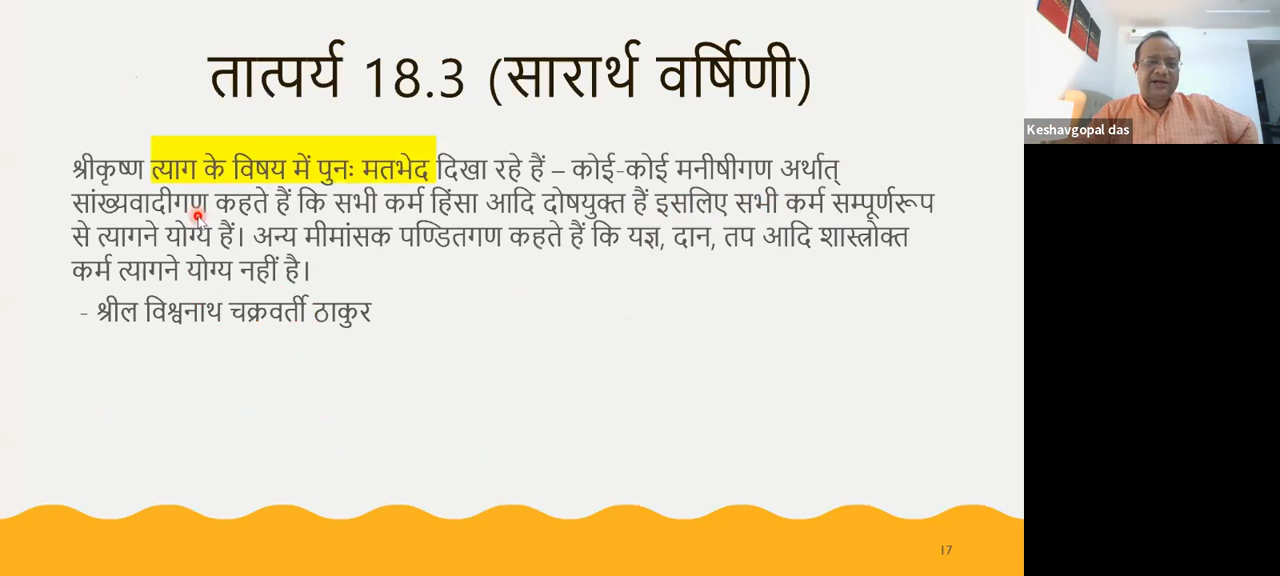 तात्पर्य 18.3 (सारार्थ वर्षिणी)
श्रीकृष्ण त्याग के विषय में पुनः मतभेद दिखा रहे हैं – कोई-कोई मनीषीगण अर्थात्
सांख्यवादीगण कहते हैं कि सभी कर्म हिंसा आदि दोषयुक्त हैं इसलिए सभी कर्म सम्पूर्णरूप
से त्यागने योग्य हैं। अन्य मीमांसक पण्डितगण कहते हैं कि यज्ञ, दान, तप आदि शास्त्रोक्त
कर्म त्यागने योग्य नहीं है।
- श्रील विश्वनाथ चक्रवर्ती ठाकुर
17
Keshavgopal das